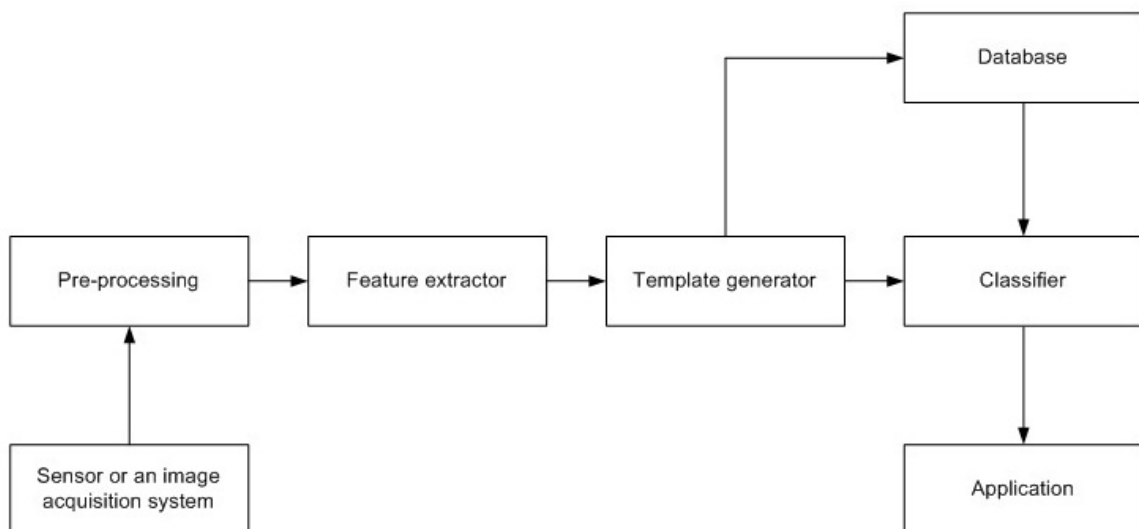 Database
Pre-processing
Feature extractor
Template generator
Classifier
Sensor or an image
acquisition system
Application